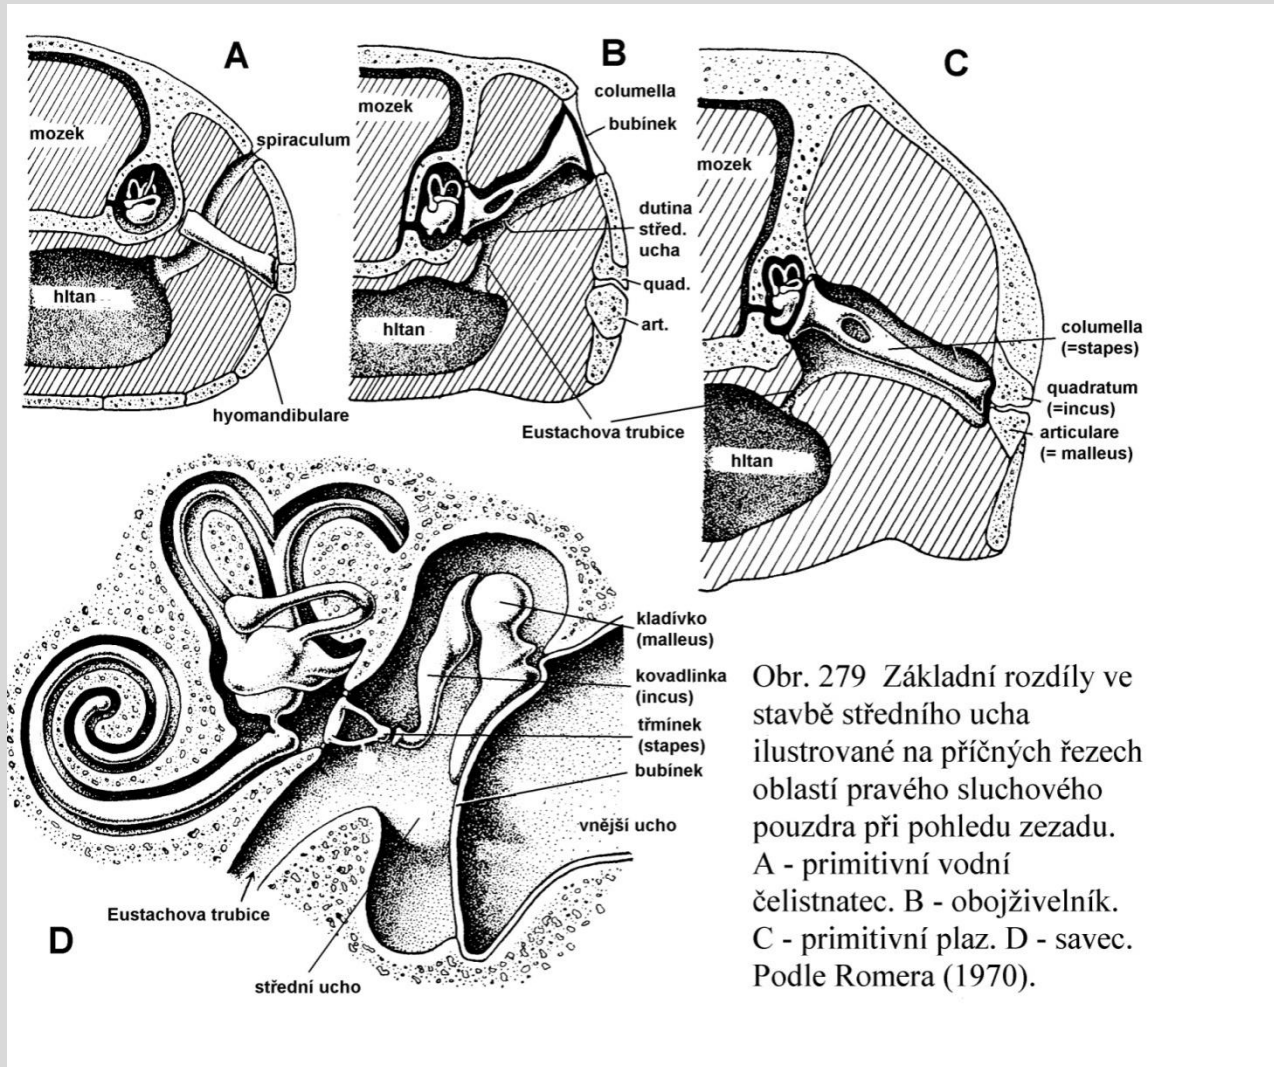 A
mozek
spiraculum
hltan
hyomandibulare
B
mozek
columella
bubínek
dutina
střed.
ucha
quad.
art.
hltan
Eustachova trubice
C
mozek
columella
(=stapes)
quadratum
(=incus)
articulare
(= malleus)
hltan
kladívko
(malleus)
kovadlinka
(incus)
třmínek
(stapes)
bubínek
vnější ucho
Eustachova trubice
D
střední ucho
Obr. 279 Základní rozdíly ve
stavbě středního ucha
ilustrované na příčných řezech
oblastí pravého sluchového
pouzdra při pohledu zezadu.
A - primitivní vodní
čelistnatec. B - obojživelník.
C - primitivní plaz. D - savec.
Podle Romera (1970).